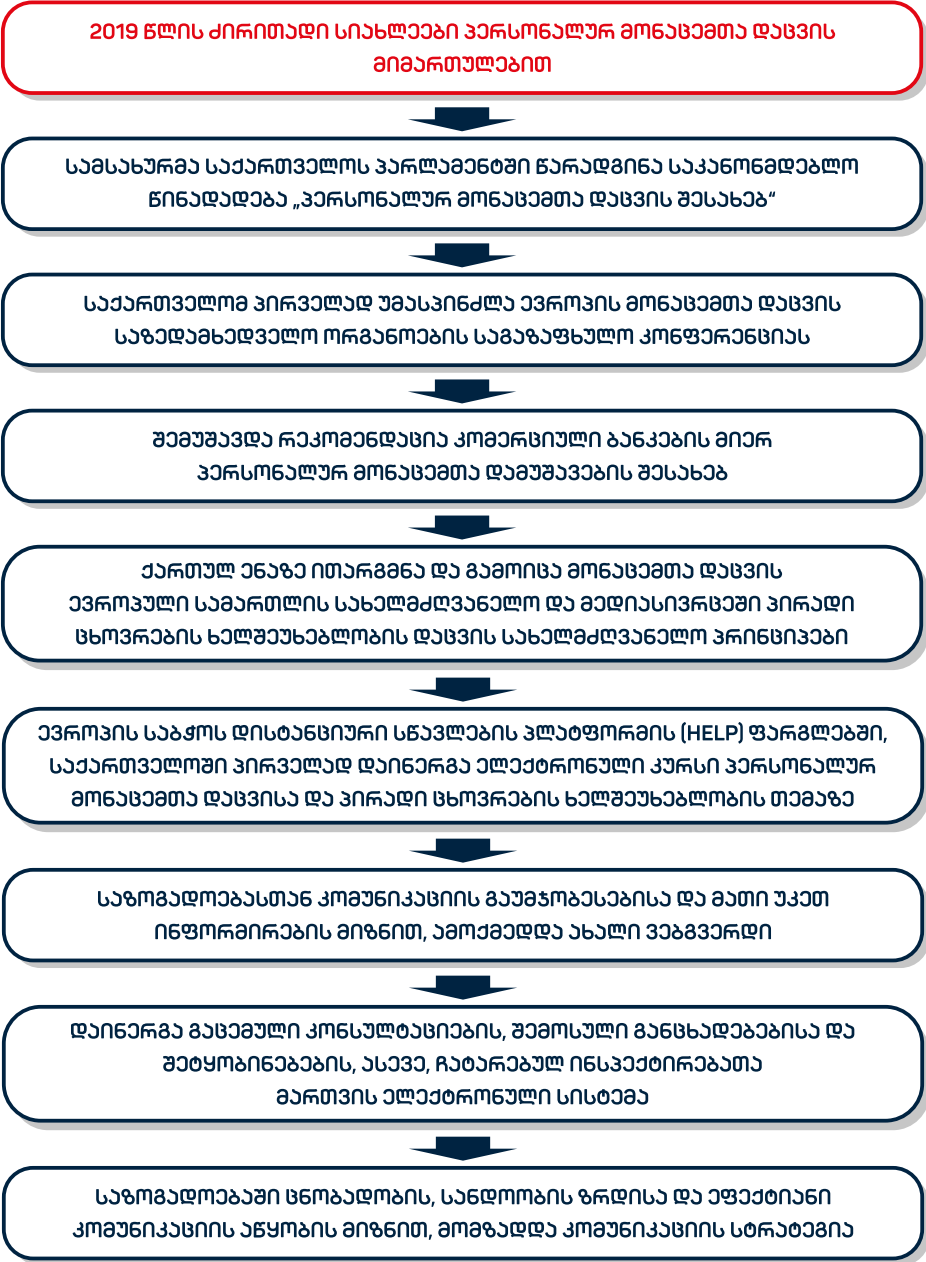 2019 წლის ძირითადი სიახლეები პერსონალურ მონაცემთა დაცვის
მიმართულებით
სამსახურმა საქართველოს პარლამენტში წარადგინა საკანონმდებლო
წინადადება „პერსონალურ მონაცემთა დაცვის შესახებ“
საქართველომ პირველად უმასპინძლა ევროპის მონაცემთა დაცვის
საზედამხედველო ორგანოების საგაზაფხულო კონფერენციას
შემუშავდა რეკომენდაცია კომერციული ბანკების მიერ
პერსონალურ მონაცემთა დამუშავების შესახებ
ქართულ ენაზე ითარგმნა და გამოიცა მონაცემთა დაცვის
ევროპული სამართლის სახელმძღვანელო და მედიასივრცეში პირადი
ცხოვრების ხელშეუხებლობის დაცვის სახელმძღვანელო პრინციპები
ევროპის საბჭოს დისტანციური სწავლების პლატფორმის (HELP) ფარგლებში,
საქართველოში პირველად დაინერგა ელექტრონული კურსი პერსონალურ
მონაცემთა დაცვისა და პირადი ცხოვრების ხელშეუხებლობის თემაზე
საზოგადოებასთან კომუნიკაციის გაუმჯობესებისა და მათი უკეთ
ინფორმირების მიზნით, ამოქმედდა ახალი ვებგვერდი
დაინერგა გაცემული კონსულტაციების, შემოსული განცხადებებისა და
შეტყობინებების, ასევე, ჩატარებულ ინსპექტირებათა
მართვის ელექტრონული სისტემა
საზოგადოებაში ცნობადობის, სანდოობის ზრდისა და ეფექტიანი
კომუნიკაციის აწყობის მიზნით, მომზადდა კომუნიკაციის სტრატეგია